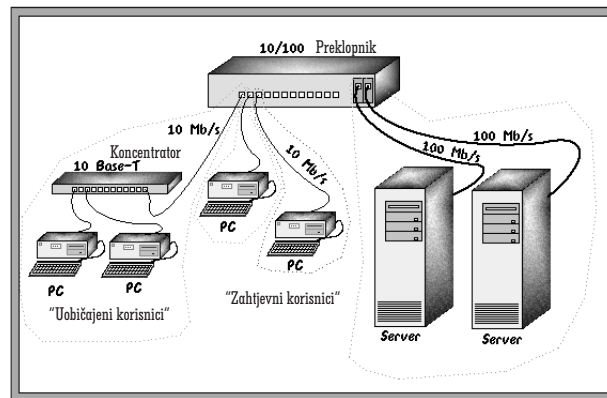 10/100 Preklopnik
10 Mb/s
100 Mb/s
100 Mb/s
10 Mb/s
Koncentrator
10 Base-T
PC
PC
PC
PC
"Uobičajeni korisnici"
"Zahtjevni korisnici"
Server
Server